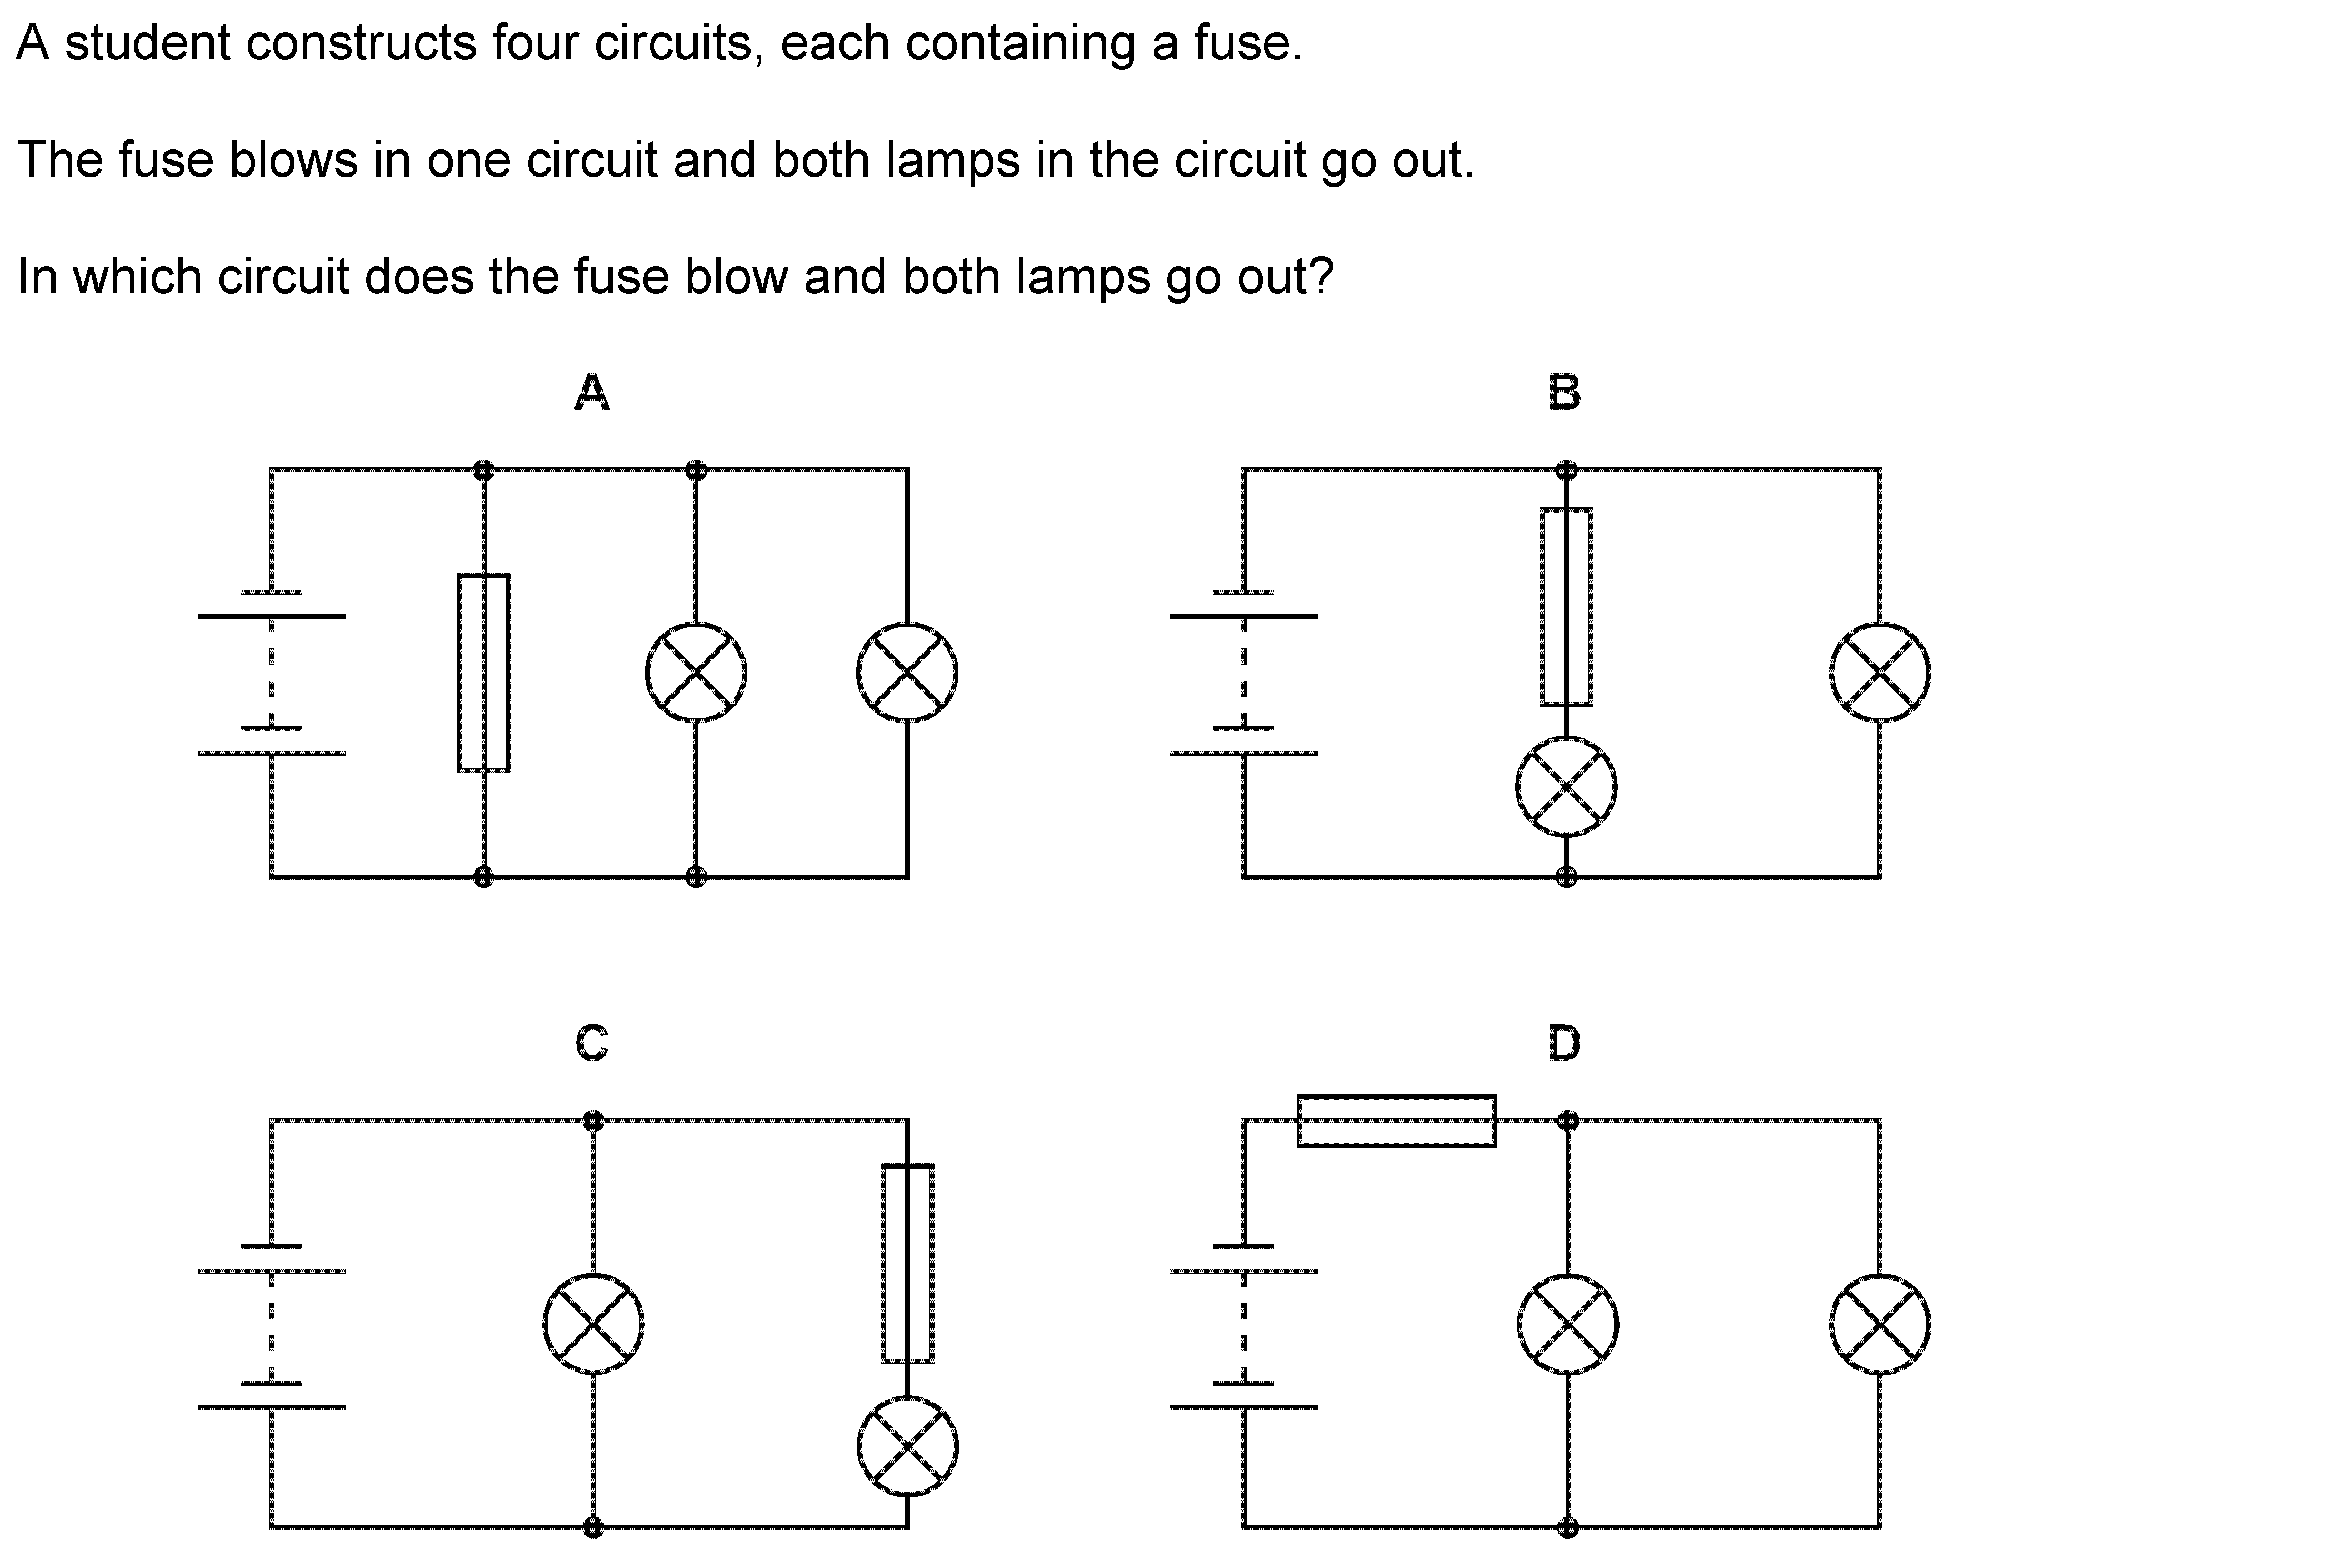 A student constructs four circuits, each containing a fuse.
The fuse blows in one circuit and both lamps in the circuit go out.
In which circuit does the fuse blow and both lamps go out?
A
B
C
D